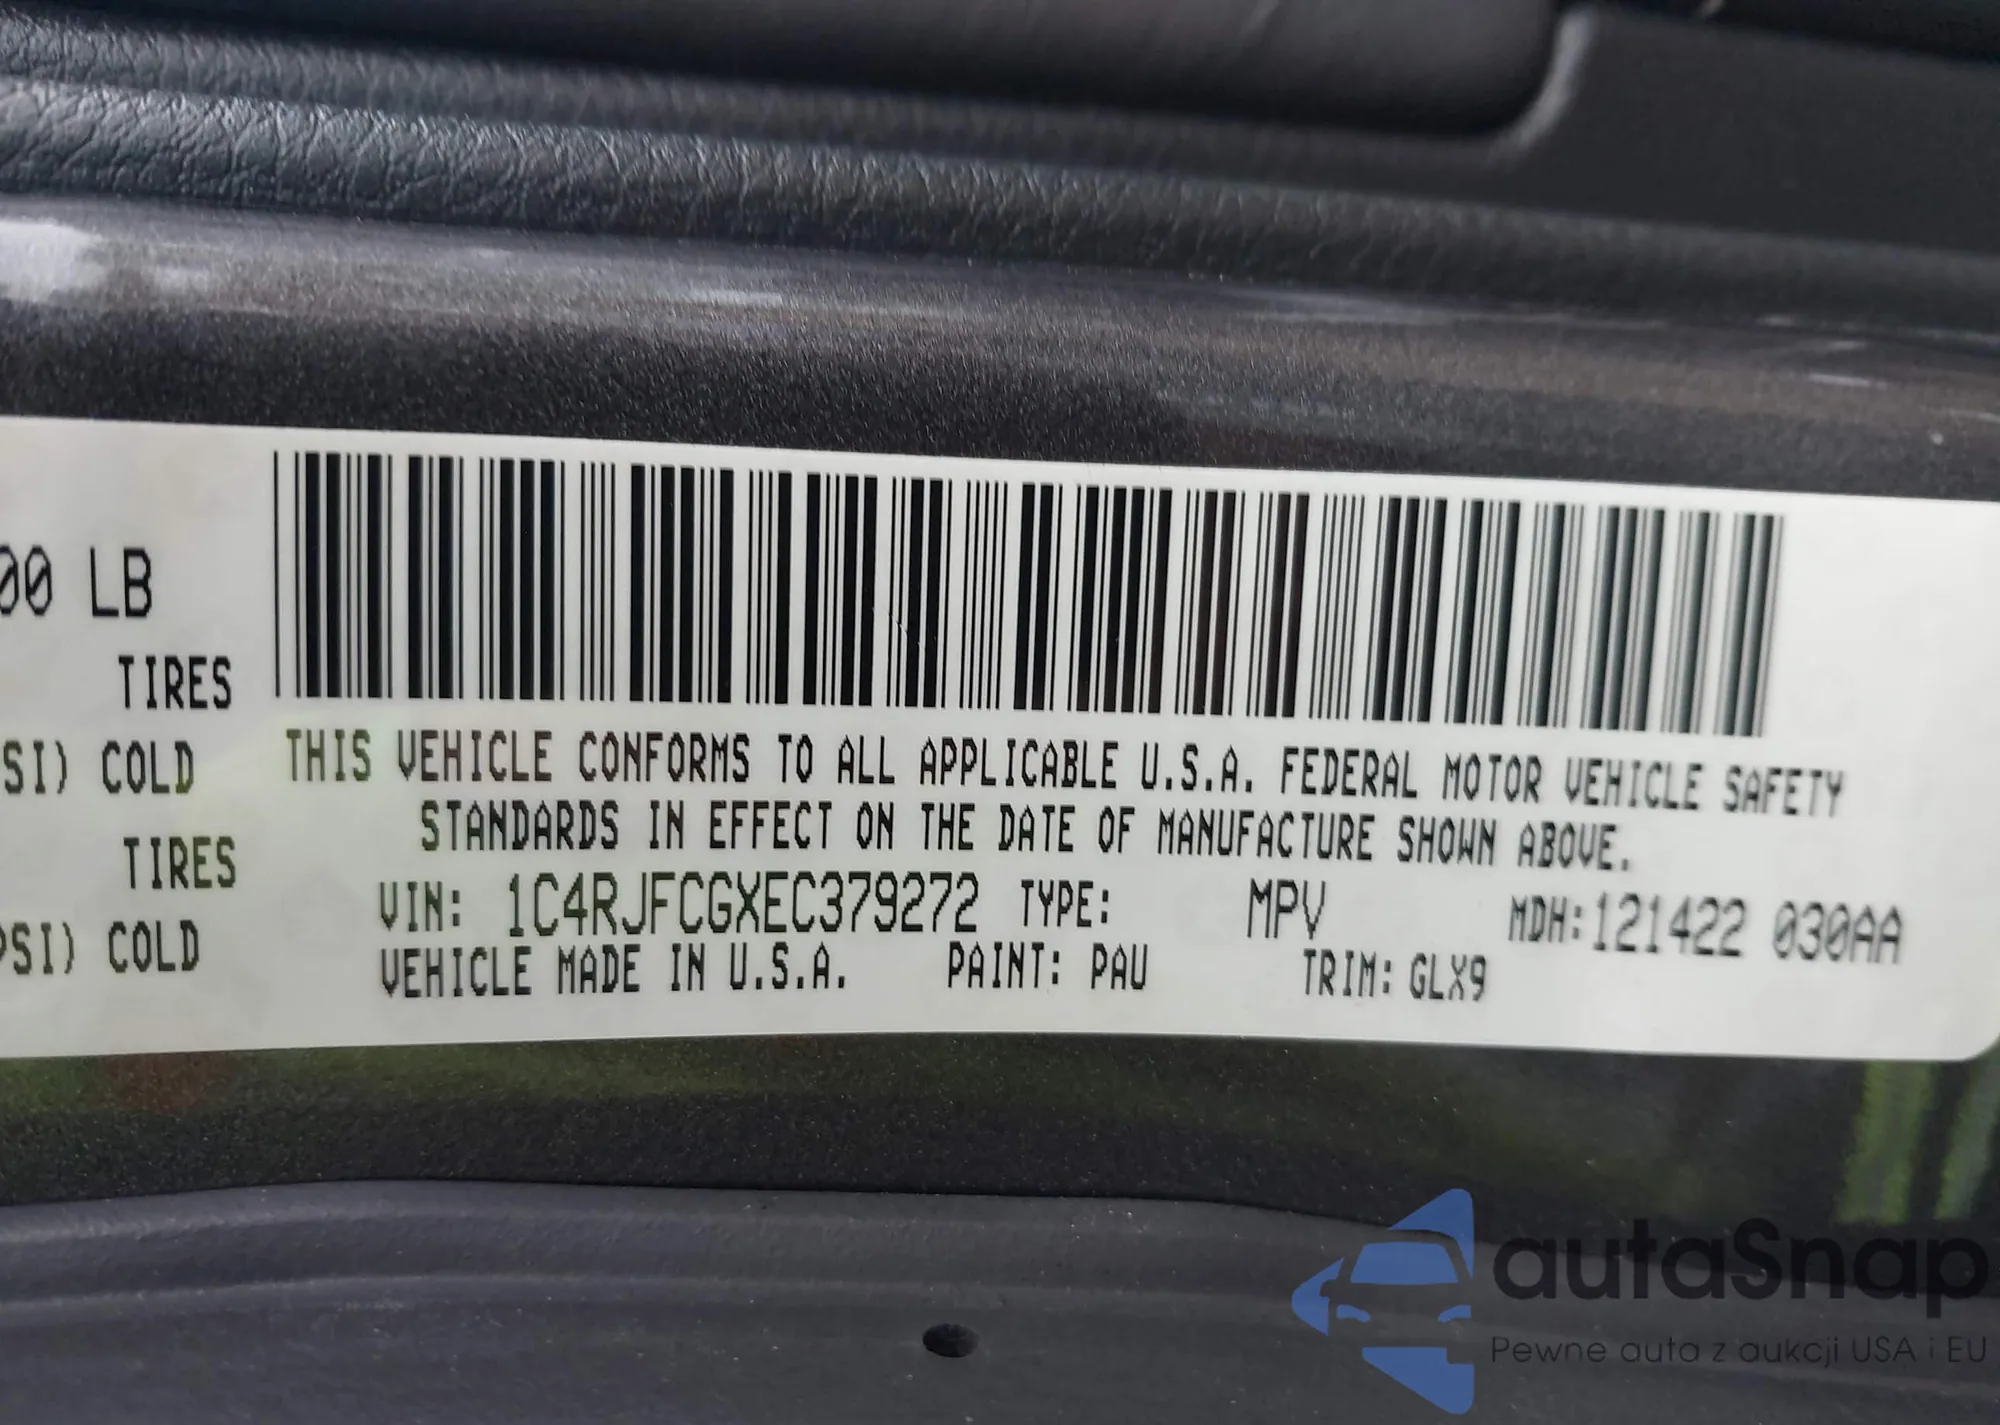 00 LB
TIRES
SI) COLD
TIRES
PSI) COLD
THIS VEHICLE CONFORMS TO ALL APPLICABLE U.S.A. FEDERAL MOTOR VEHICLE SAFETY
STANDARDS IN EFFECT ON THE DATE OF MANUFACTURE SHOWN ABOVE.
VIN: 1C4RJFCGXEC379272 TYPE: MPV MDH:121422 030AA
VEHICLE MADE IN U.S.A. PAINT: PAU TRIM: GLX9
autaSnap
Pewne auta z aukcji USA i EU